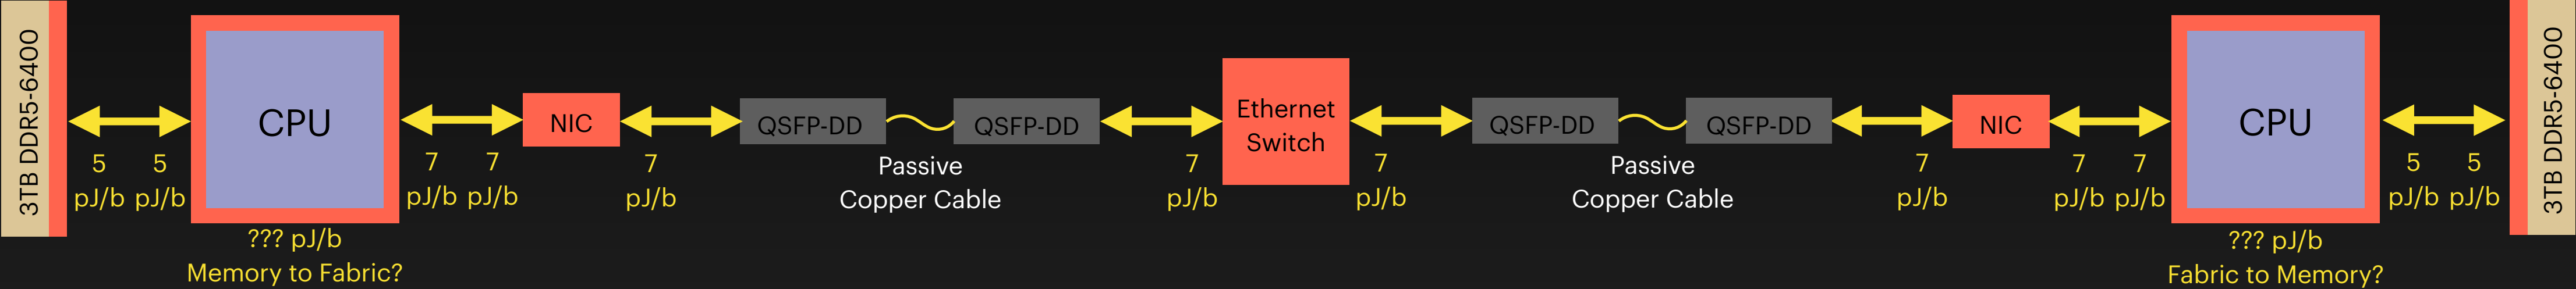 3TB DDR5-6400
CPU
NIC
QSFP-DD
QSFP-DD
Ethernet
Switch
QSFP-DD
QSFP-DD
NIC
CPU
3TB DDR5-6400
5 5 7 7 7 7 7 7 7 7 5 5
pJ/b pJ/b pJ/b pJ/b pJ/b pJ/b pJ/b pJ/b pJ/b pJ/b pJ/b pJ/b
Passive
Copper Cable
Passive
Copper Cable
??? pJ/b
Memory to Fabric?
??? pJ/b
Fabric to Memory?